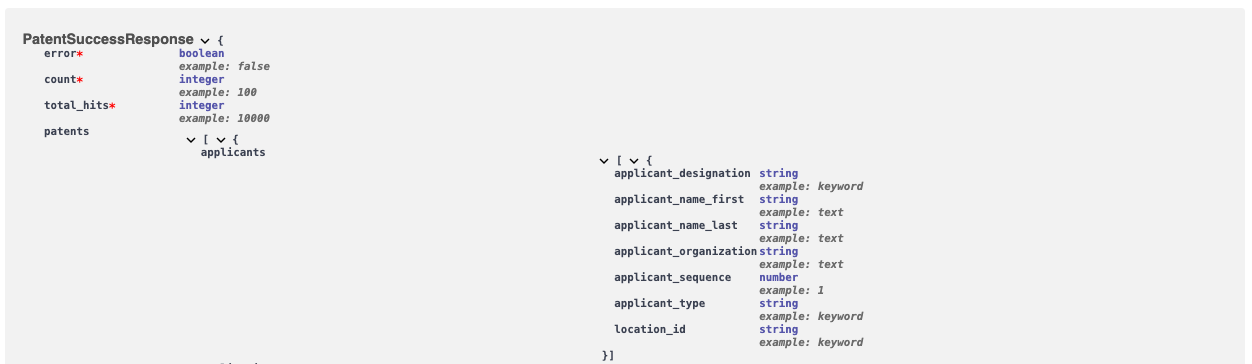 PatentSuccessResponse {
error* boolean
example: false
count* integer
example: 100
total_hits* integer
example: 10000
patents
[ {
applicants
[ {
applicant_designation string
example: keyword
applicant_name_first string
example: text
applicant_name_last string
example: text
applicant_organization string
example: text
applicant_sequence number
example: 1
applicant_type string
example: keyword
location_id string
example: keyword
}]